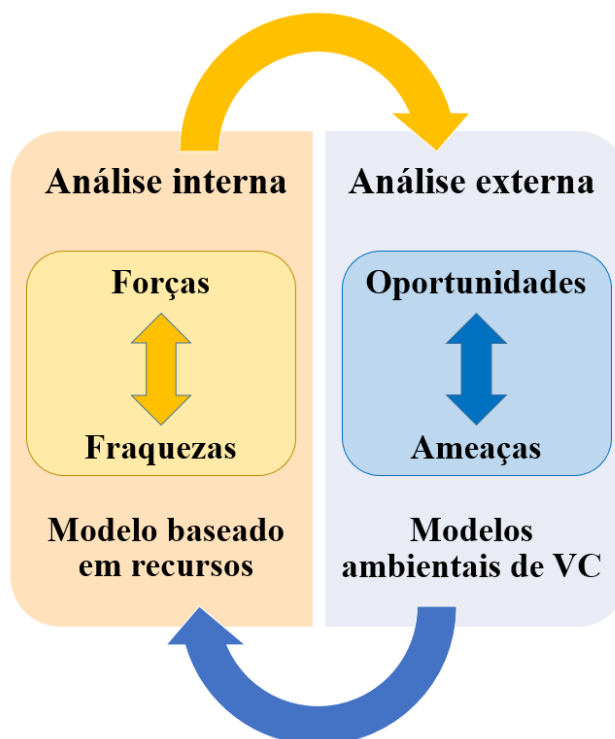 Análise interna
Forças
Fraquezas
Modelo baseado
em recursos
Análise externa
Oportunidades
Ameaças
Modelos
ambientais de VC